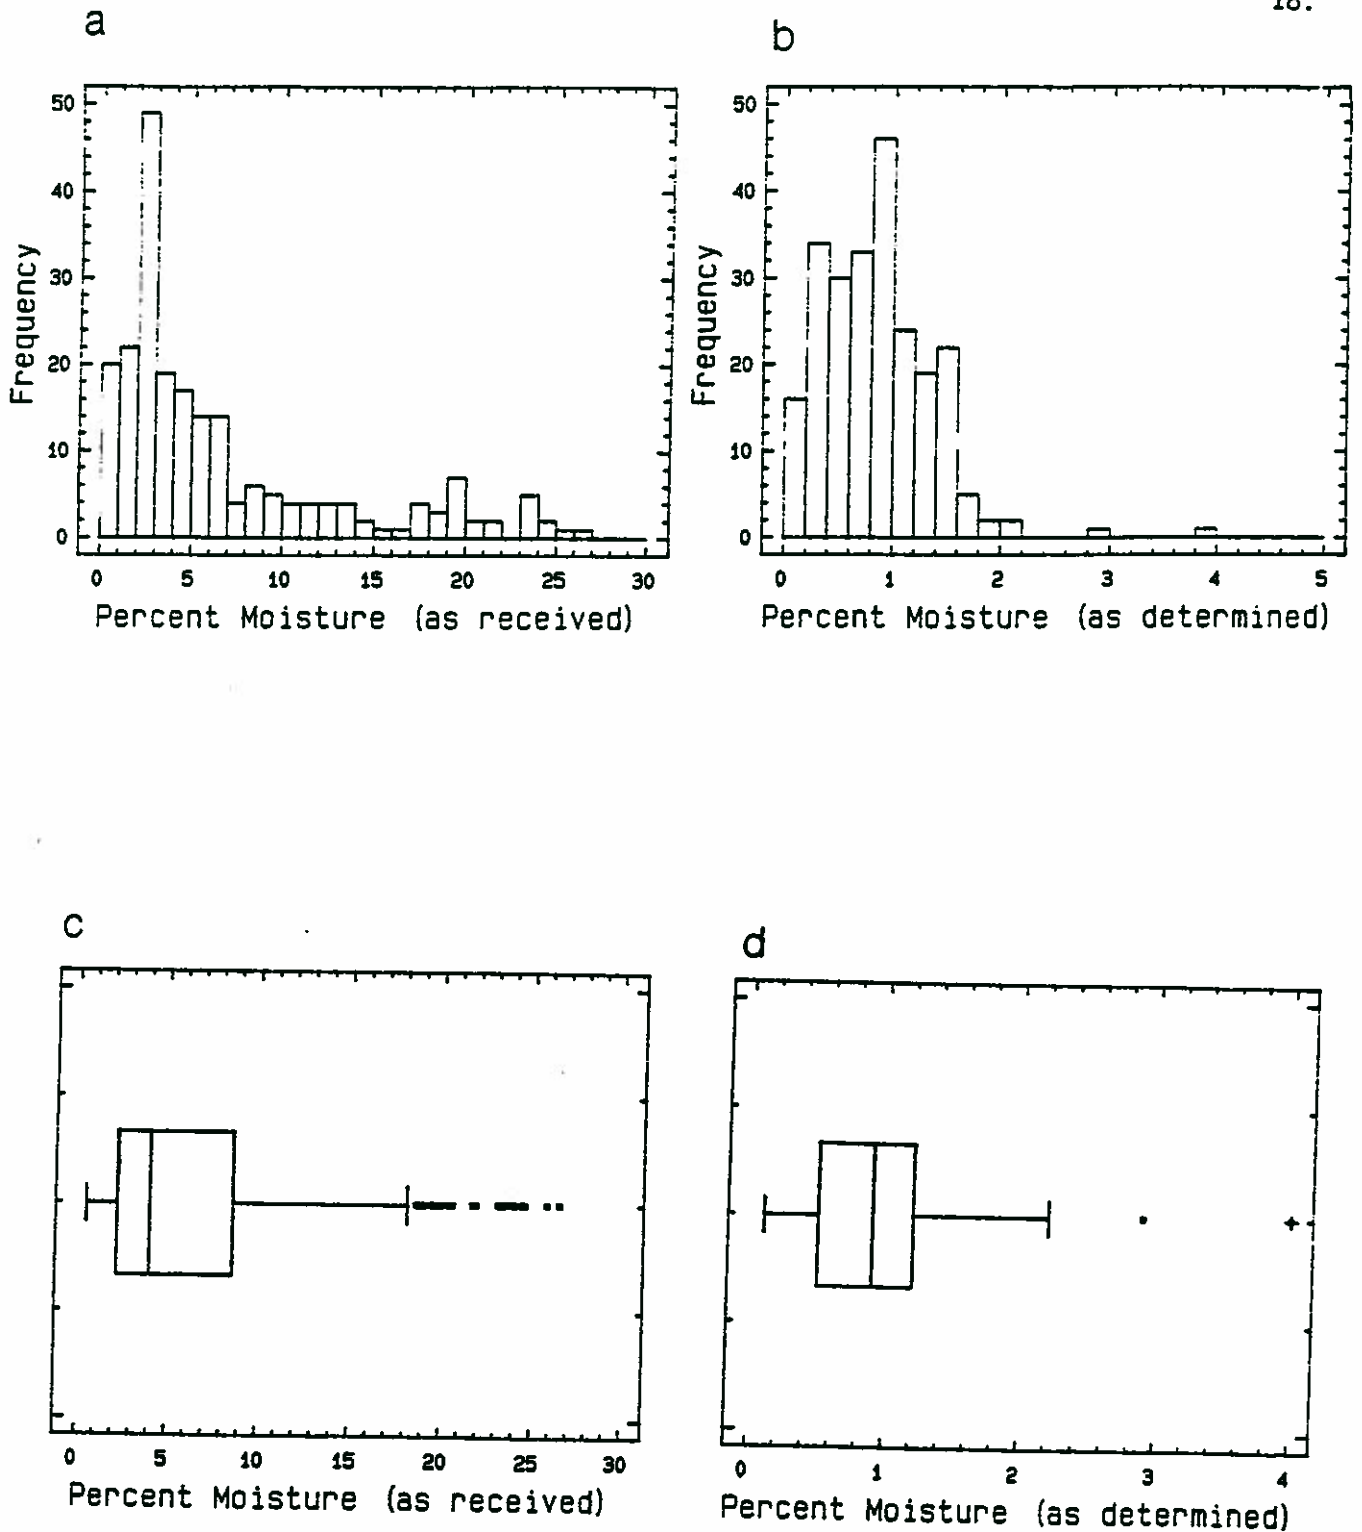 18.
a
b
50
40
30
20
10
0
Frequency
0 5 10 15 20 25 30
Percent Moisture (as received)
50
40
30
20
10
0
Frequency
0 1 2 3 4 5
Percent Moisture (as determined)
c
d
0 5 10 15 20 25 30
Percent Moisture (as received)
0 1 2 3 4
Percent Moisture (as determined)